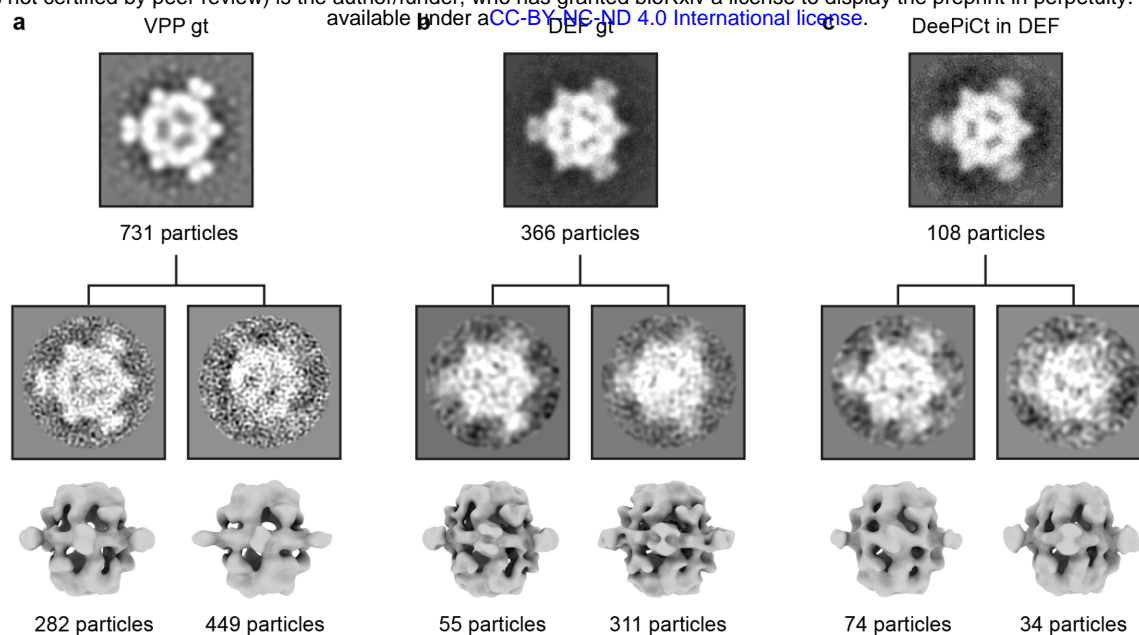 not certified by peer review) is the author/funder, who has granted bioRxiv a license to display the preprint in perpetuity.
available under aCC-BY-NC-ND 4.0 International license.
a VPP gt b DEF gt c DeePiCt in DEF
731 particles 366 particles 108 particles
282 particles 449 particles 55 particles 311 particles 74 particles 34 particles